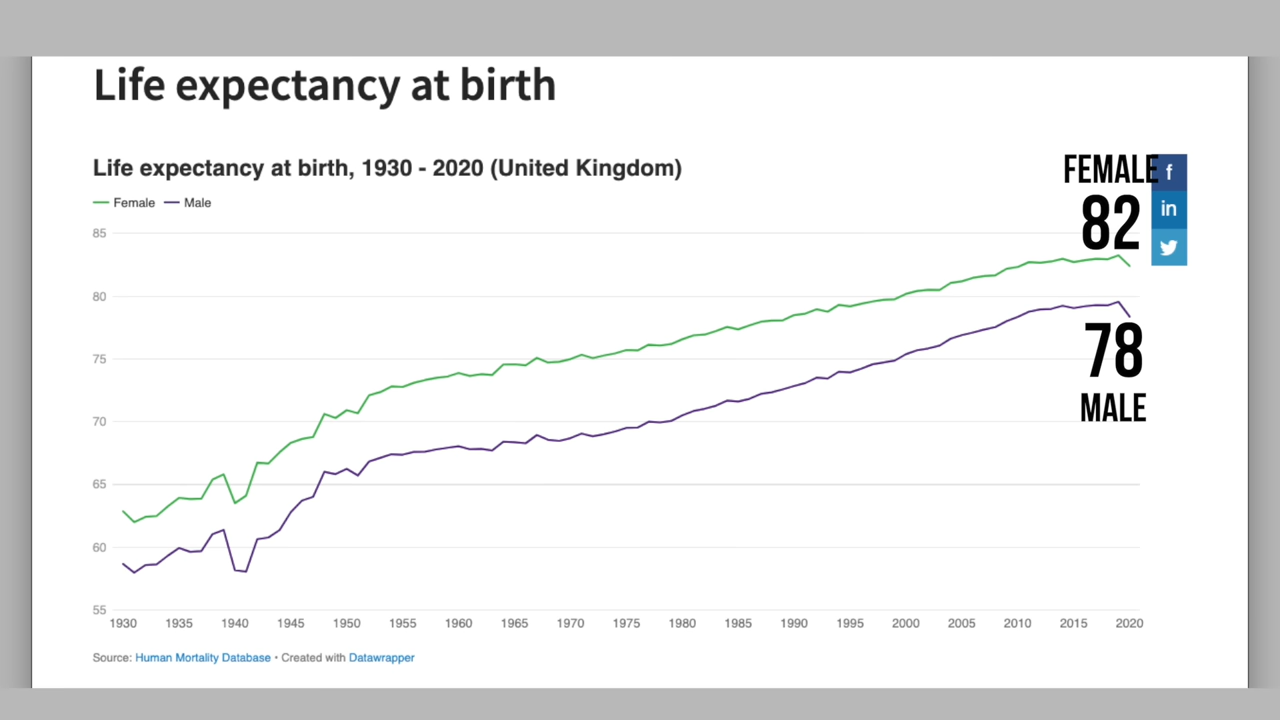 Life expectancy at birth
Life expectancy at birth, 1930 - 2020 (United Kingdom)
Female Male
FEMALE
82
f
in
85
80
75
70
65
60
55
78
MALE
1930 1935 1940 1945 1950 1955 1960 1965 1970 1975 1980 1985 1990 1995 2000 2005 2010 2015 2020
Source: Human Mortality Database • Created with Datawrapper